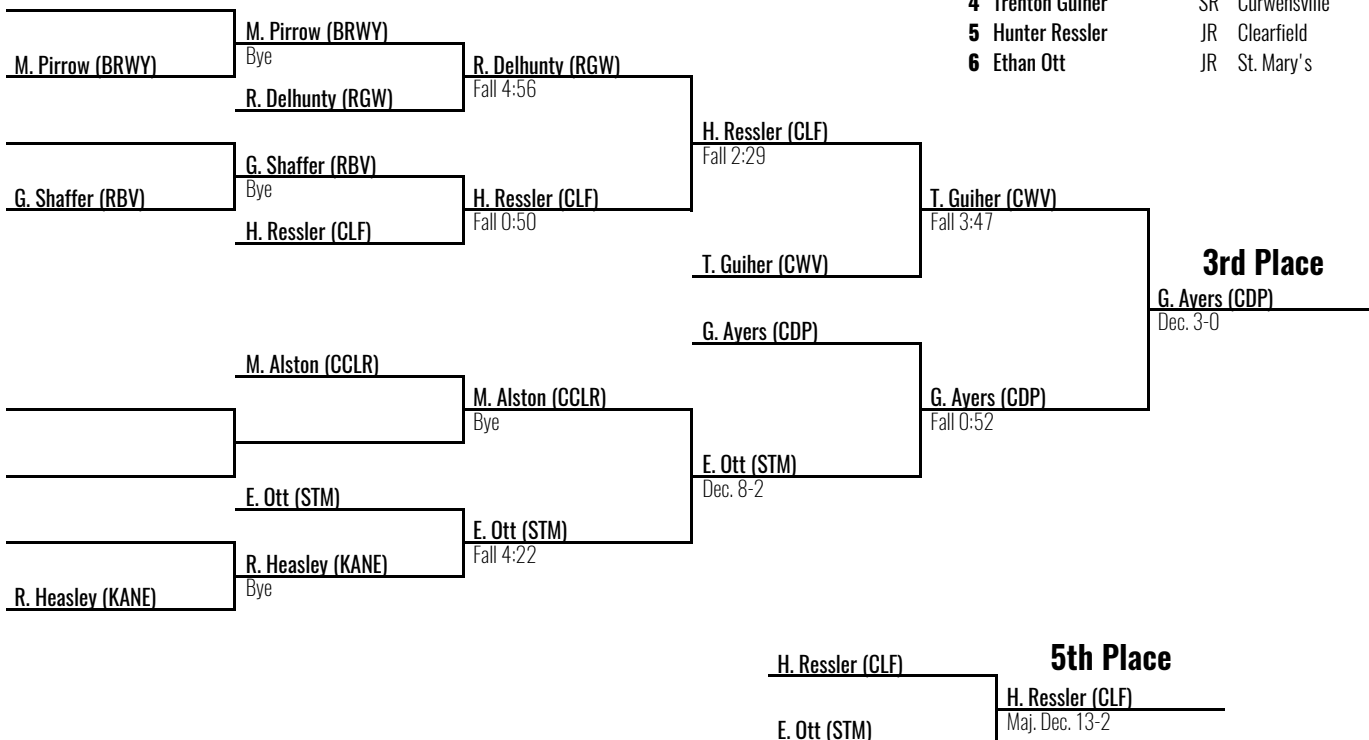 4 Trenton Guiher SR Curwensville
5 Hunter Ressler JR Clearfield
6 Ethan Ott JR St. Mary's
M. Pirrow (BRWY)
M. Pirrow (BRWY)
Bye
R. Delhunty (RGW)
R. Delhunty (RGW)
Fall 4:56
G. Shaffer (RBV)
G. Shaffer (RBV)
Bye
H. Ressler (CLF)
H. Ressler (CLF)
Fall 0:50
H. Ressler (CLF)
Fall 2:29
T. Guiher (CWV)
T. Guiher (CWV)
Fall 3:47
3rd Place
G. Ayers (CDP)
Dec. 3-0
G. Ayers (CDP)
G. Ayers (CDP)
Fall 0:52
M. Alston (CCLR)
M. Alston (CCLR)
Bye
E. Ott (STM)
Dec. 8-2
E. Ott (STM)
E. Ott (STM)
Fall 4:22
R. Heasley (KANE)
R. Heasley (KANE)
Bye
5th Place
H. Ressler (CLF)
H. Ressler (CLF)
Maj. Dec. 13-2
E. Ott (STM)